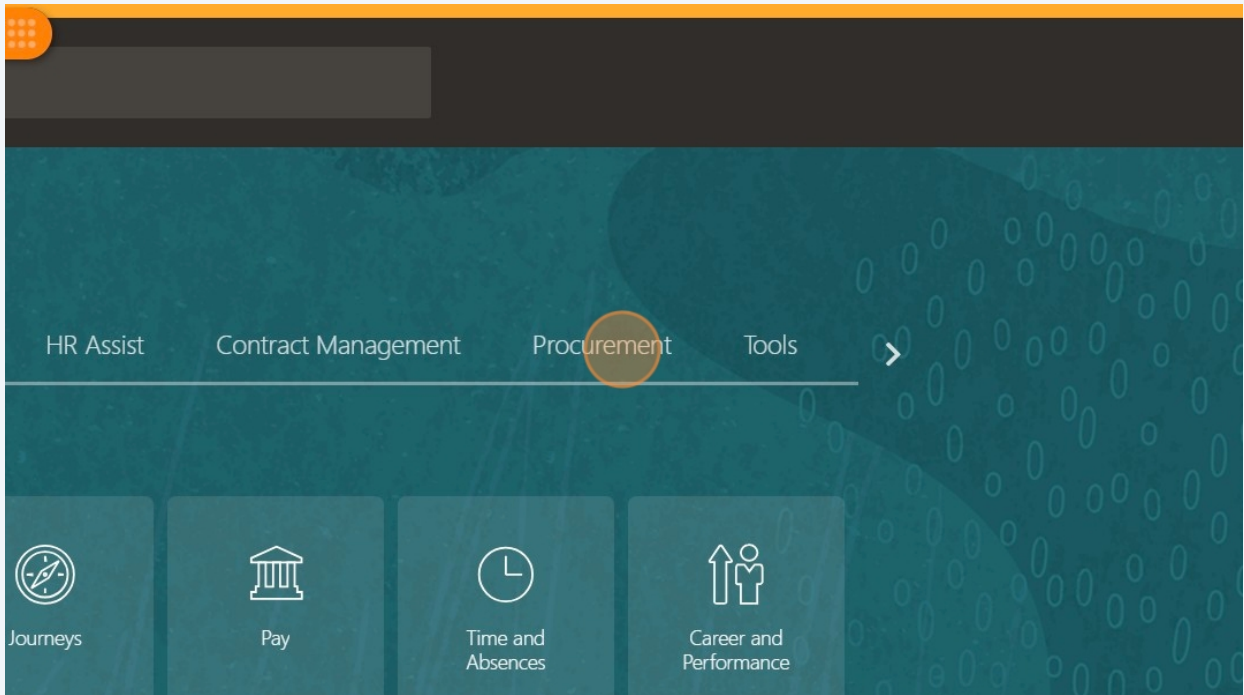 HR Assist Contract Management Procurement Tools
Journeys
Pay
Time and
Absences
Career and
Performance